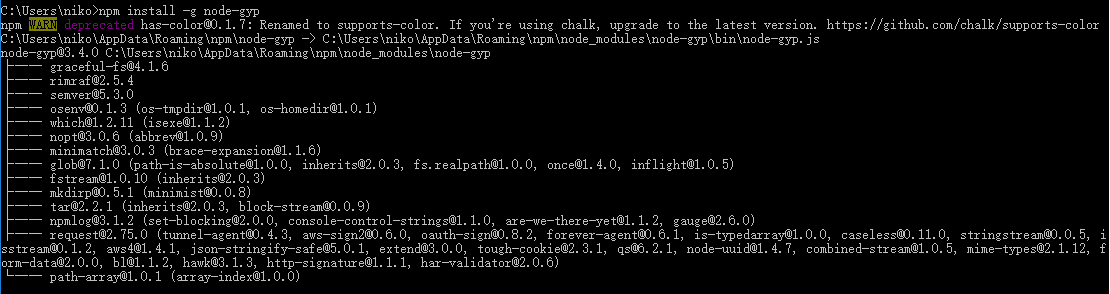 C:\Users\niko>npm install -g node-gyp
npm WARN deprecated has-color@0.1.7: Renamed to supports-color. If you're using chalk, upgrade to the latest version. https://github.com/chalk/supports-color
C:\Users\niko\AppData\Roaming\npm\node-gyp -> C:\Users\niko\AppData\Roaming\npm\node_modules\node-gyp\bin\node-gyp.js
node-gyp@3.4.0 C:\Users\niko\AppData\Roaming\npm\node_modules\node-gyp
├── graceful-fs@4.1.6
├── rimraf@2.5.4
├── semver@5.3.0
├── osenv@0.1.3 (os-tmpdir@1.0.1, os-homedir@1.0.1)
├── which@1.2.11 (isexe@1.1.2)
├── nopt@3.0.6 (abbrev@1.0.9)
├── minimatch@3.0.3 (brace-expansion@1.1.6)
├── glob@7.1.0 (path-is-absolute@1.0.0, inherits@2.0.3, fs.realpath@1.0.0, once@1.4.0, inflight@1.0.5)
├── fstream@1.0.10 (inherits@2.0.3)
├── mkdirp@0.5.1 (minimist@0.0.8)
├── tar@2.2.1 (inherits@2.0.3, block-stream@0.0.9)
├── npmlog@3.1.2 (set-blocking@2.0.0, console-control-strings@1.1.0, are-we-there-yet@1.1.2, gauge@2.6.0)
├── request@2.75.0 (tunnel-agent@0.4.3, aws-sign2@0.6.0, oauth-sign@0.8.2, forever-agent@0.6.1, is-typedarray@1.0.0, caseless@0.11.0, stringstream@0.0.5, i
sstream@0.1.2, aws4@1.4.1, json-stringify-safe@5.0.1, extend@3.0.0, tough-cookie@2.3.1, qs@6.2.1, node-uuid@1.4.7, combined-stream@1.0.5, mime-types@2.1.12, f
orm-data@2.0.0, bl@1.1.2, hawk@3.1.3, http-signature@1.1.1, har-validator@2.0.6)
└── path-array@1.0.1 (array-index@1.0.0)